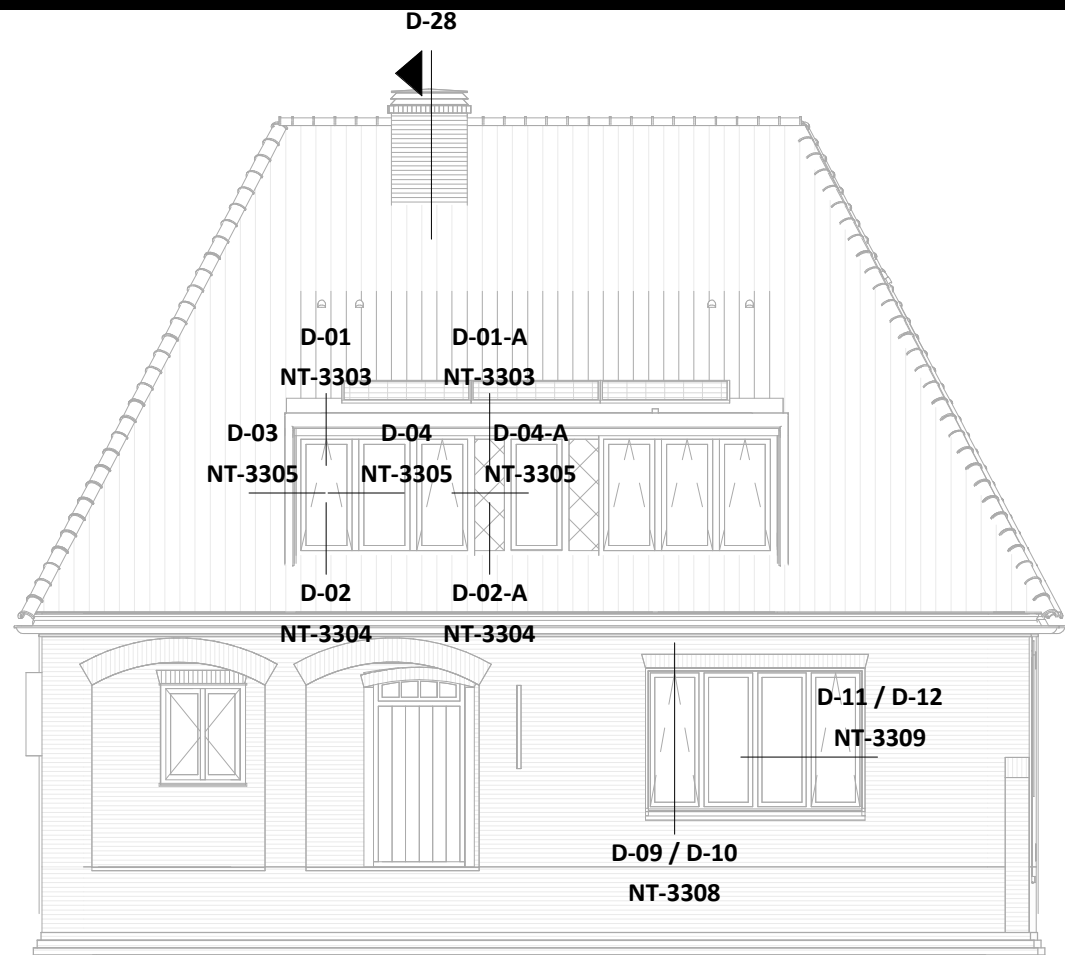 D-28
D-01
NT-3303
D-01-A
NT-3303
D-03
NT-3305
D-04
NT-3305
D-04-A
NT-3305
D-02
NT-3304
D-02-A
NT-3304
D-11 / D-12
NT-3309
D-09 / D-10
NT-3308